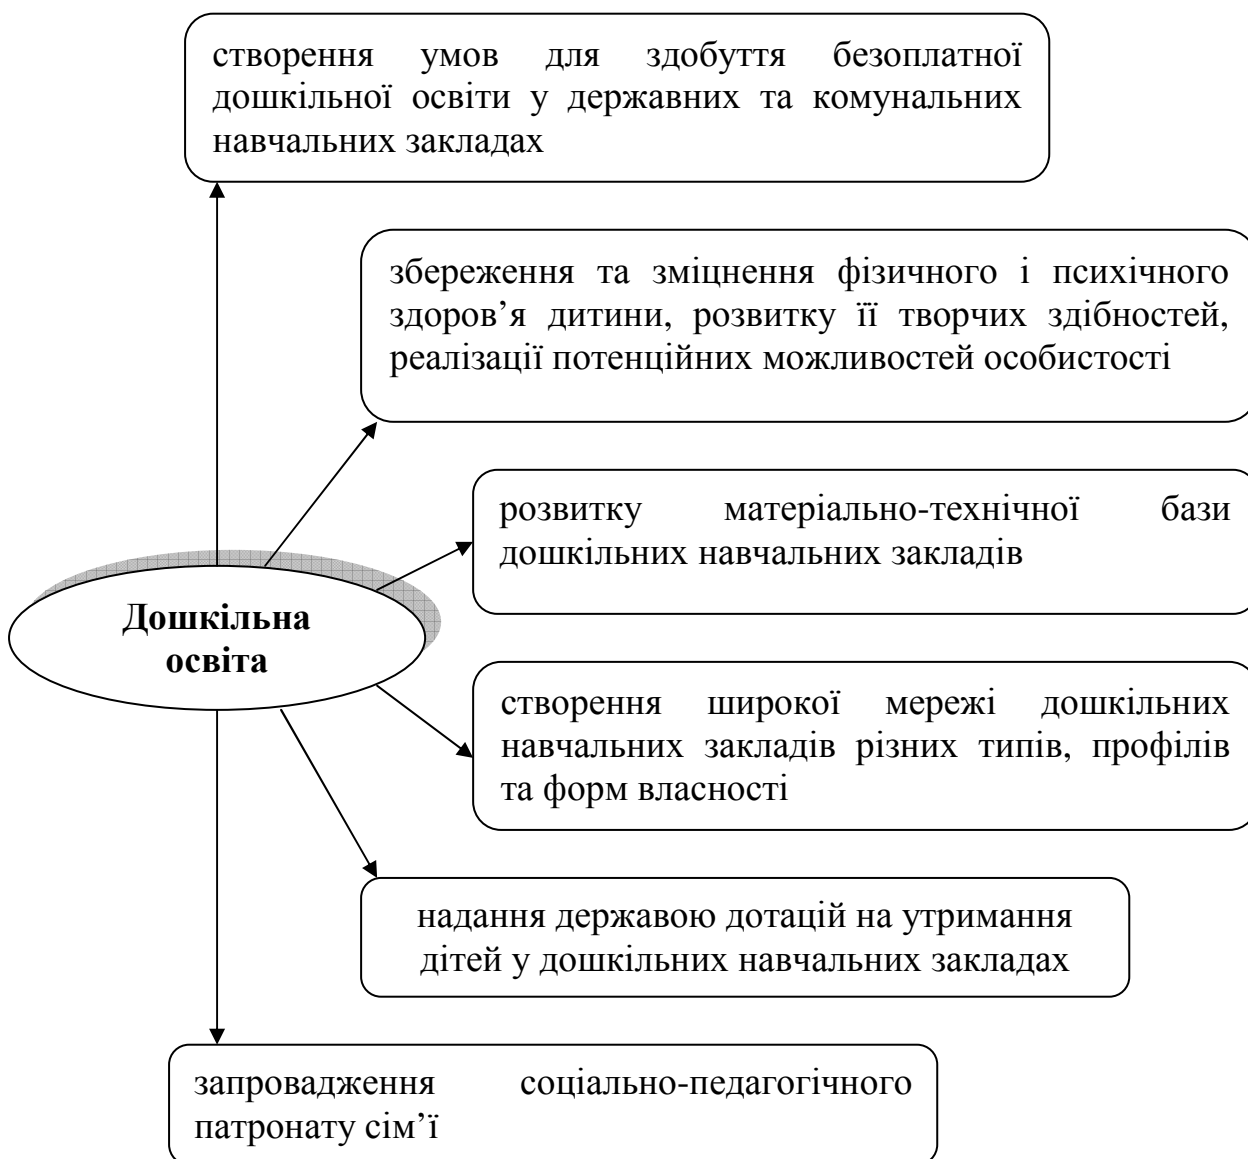 створення умов для здобуття безоплатної
дошкільної освіти у державних та комунальних
навчальних закладах
збереження та зміцнення фізичного і психічного
здоров’я дитини, розвитку її творчих здібностей,
реалізації потенційних можливостей особистості
розвитку матеріально-технічної бази
дошкільних навчальних закладів
Дошкільна
освіта
створення широкої мережі дошкільних
навчальних закладів різних типів, профілів
та форм власності
надання державою дотацій на утримання
дітей у дошкільних навчальних закладах
запровадження соціально-педагогічного
патронату сім’ї